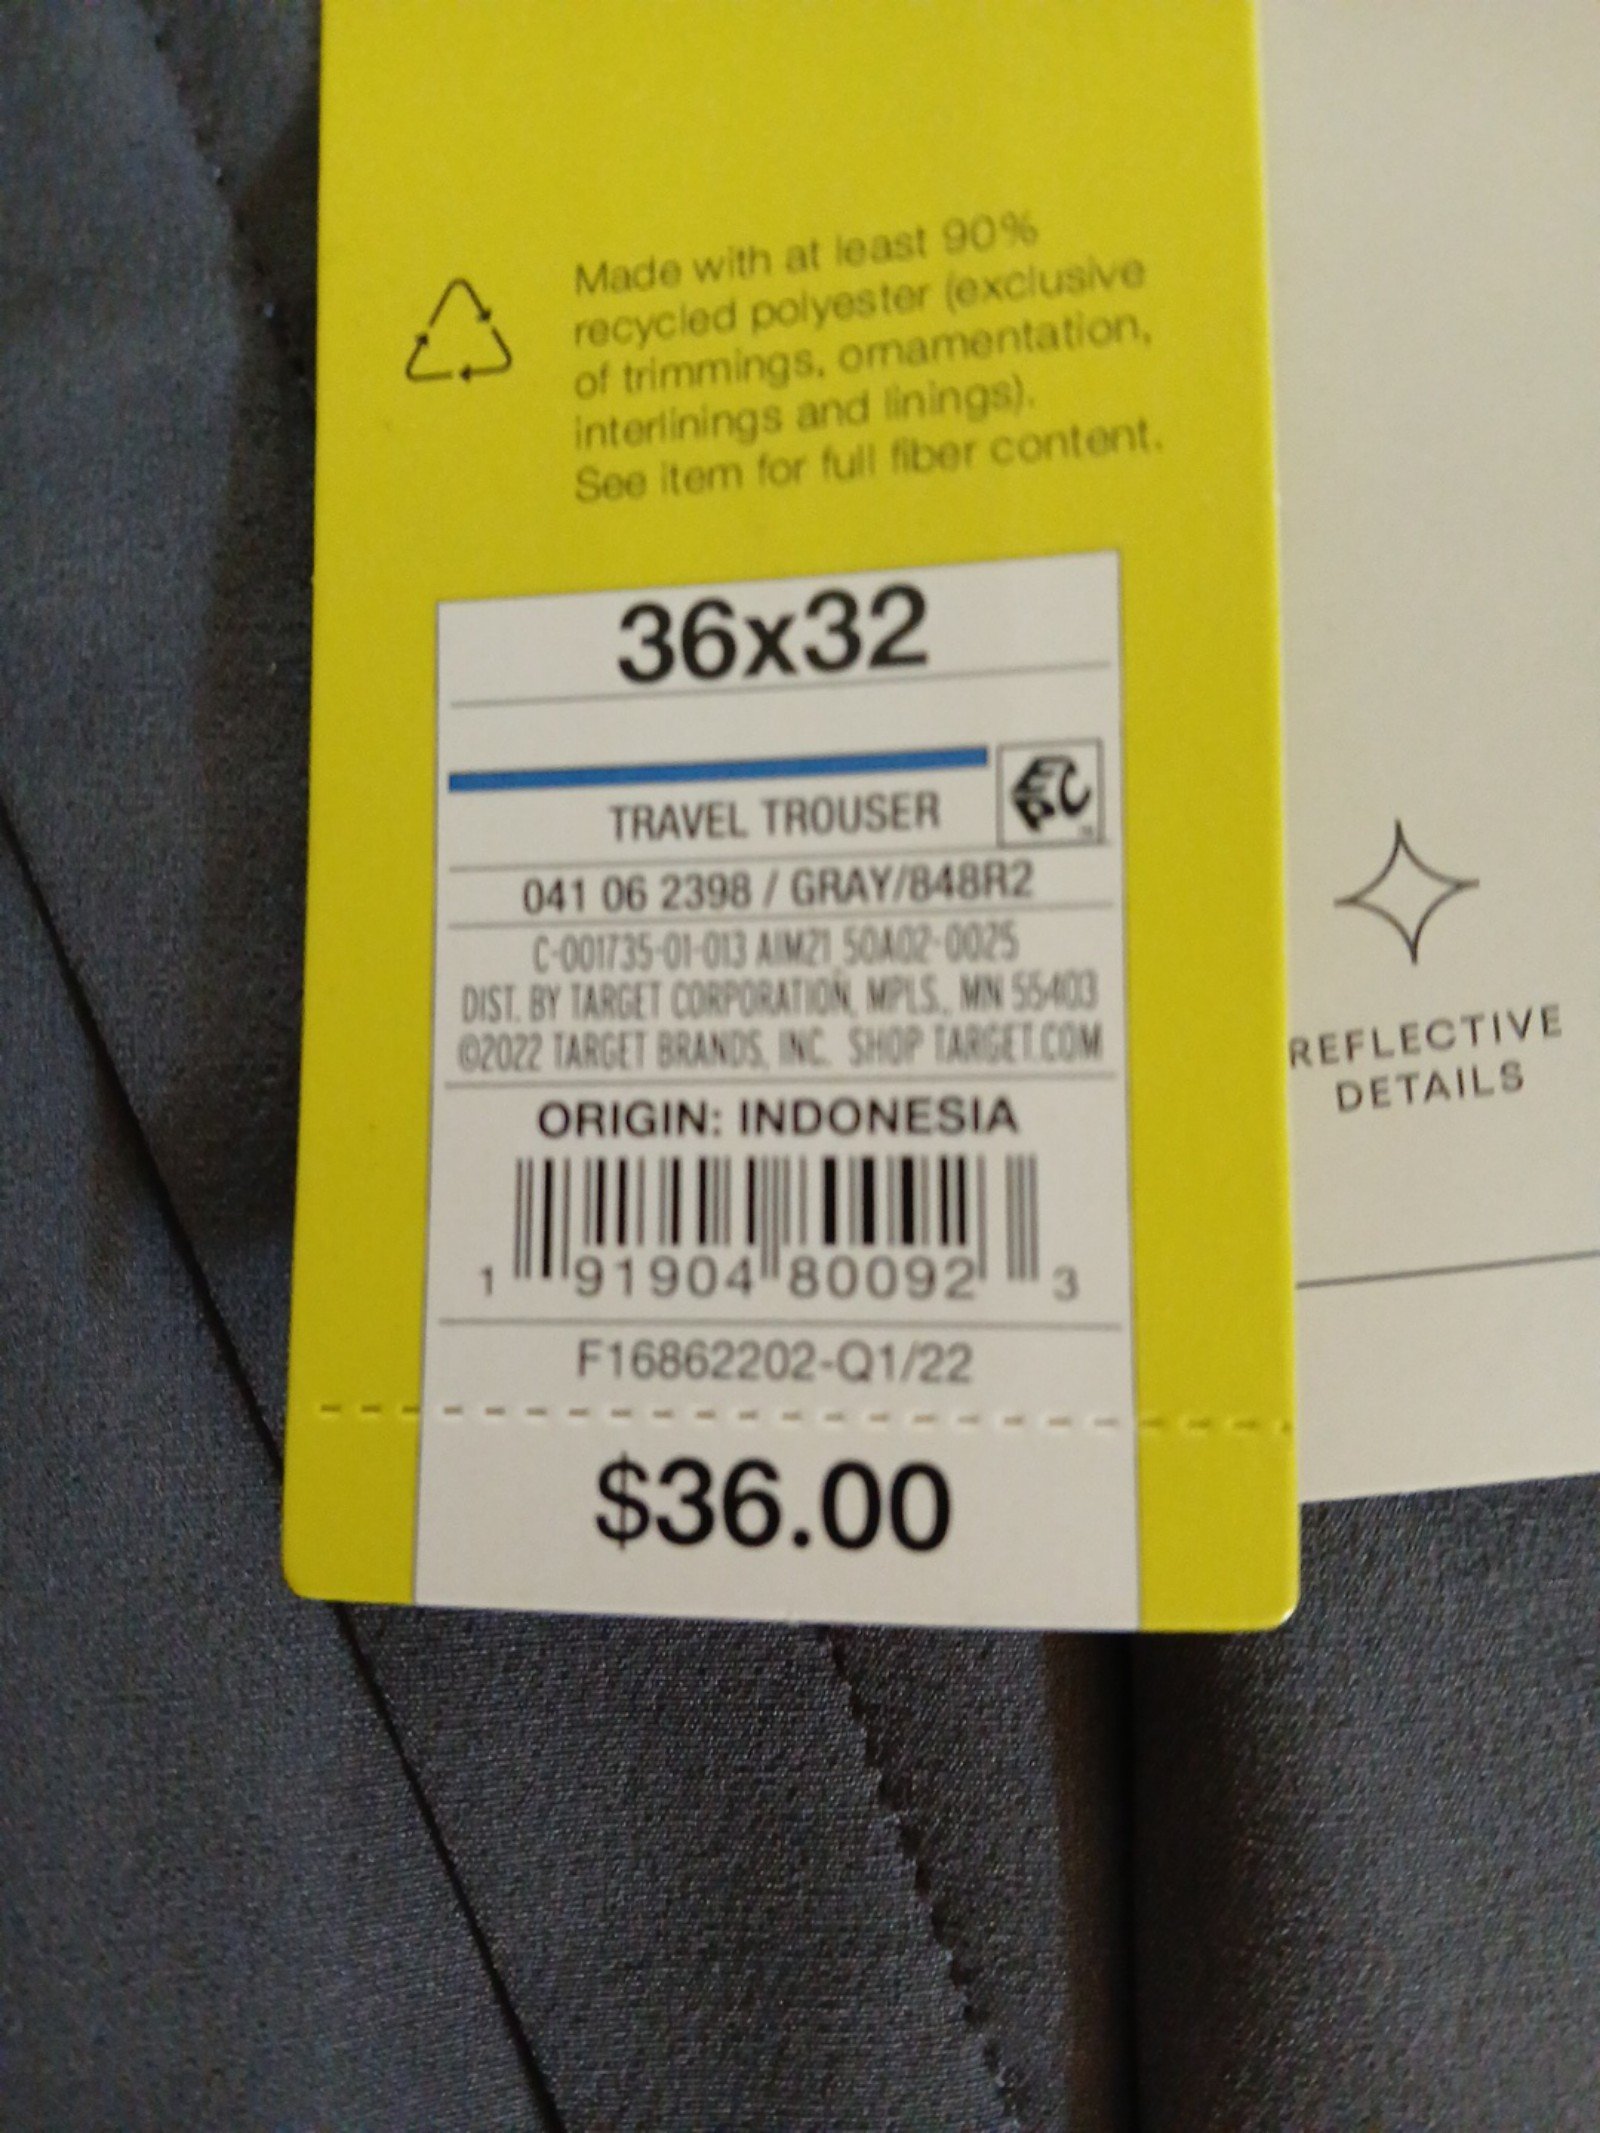 Made with at least 90%
recycled polyester (exclusive
of trimmings, ornamentation,
interlinings and linings).
See item for full fiber content.
36x32
TRAVEL TROUSER
041 06 2398 / GRAY/848R2
C-001735-01-013 AIM21 50A02-0025
DIST. BY TARGET CORPORATION, MPLS., MN 55403
©2022 TARGET BRANDS, INC. SHOP TARGET.COM
ORIGIN: INDONESIA
1 91904 80092 3
F16862202-Q1/22
$36.00
REFLECTIVE
DETAILS